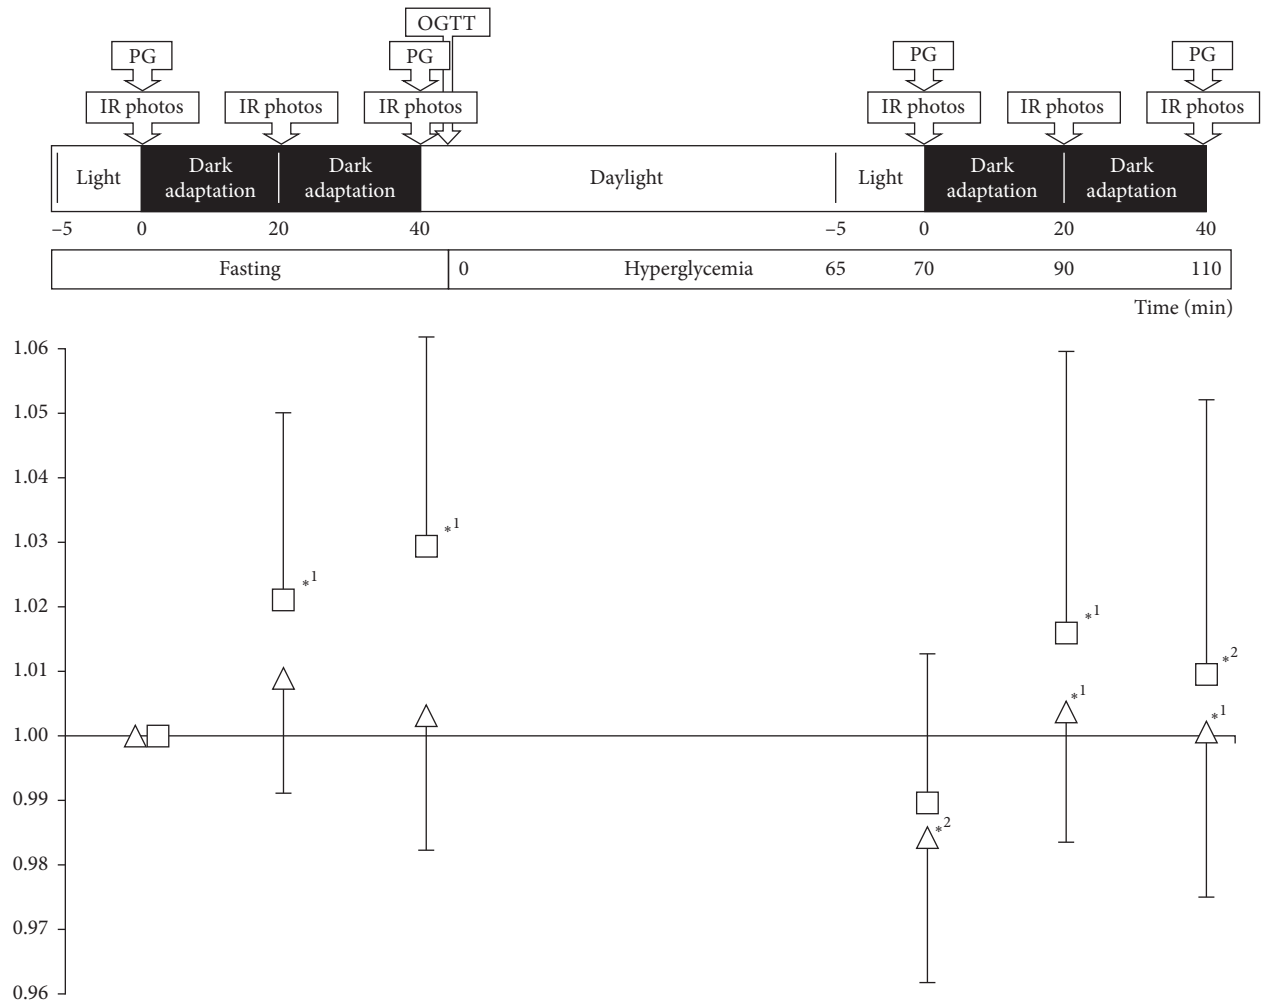 OGTT
PG PG PG PG
IR photos IR photos IR photos IR photos IR photos IR photos
Light Dark adaptation Dark adaptation Daylight Light Dark adaptation Dark adaptation
–5 0 20 40 –5 0 20 40
Fasting 0 Hyperglycemia 65 70 90 110
Time (min)
1.06
1.05
1.04
1.03 *1
1.02 *1 *1
1.01 *2
*1 *1
1.00
0.99
*2
0.98
0.97
0.96